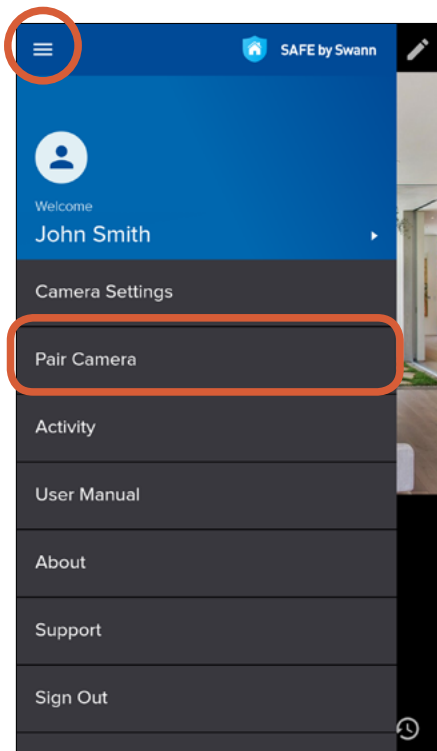 SAFE by Swann
Welcome
John Smith
Camera Settings
Pair Camera
Activity
User Manual
About
Support
Sign Out